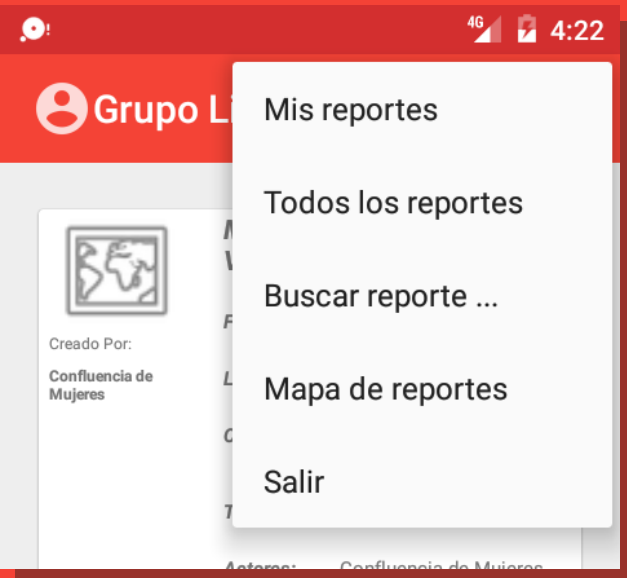 4G
4:22
Grupo
Mis reportes
Todos los reportes
Buscar reporte ...
Mapa de reportes
Salir
Creado Por:
Confluencia de
Mujeres
Actores: Confluencia de Mujeres